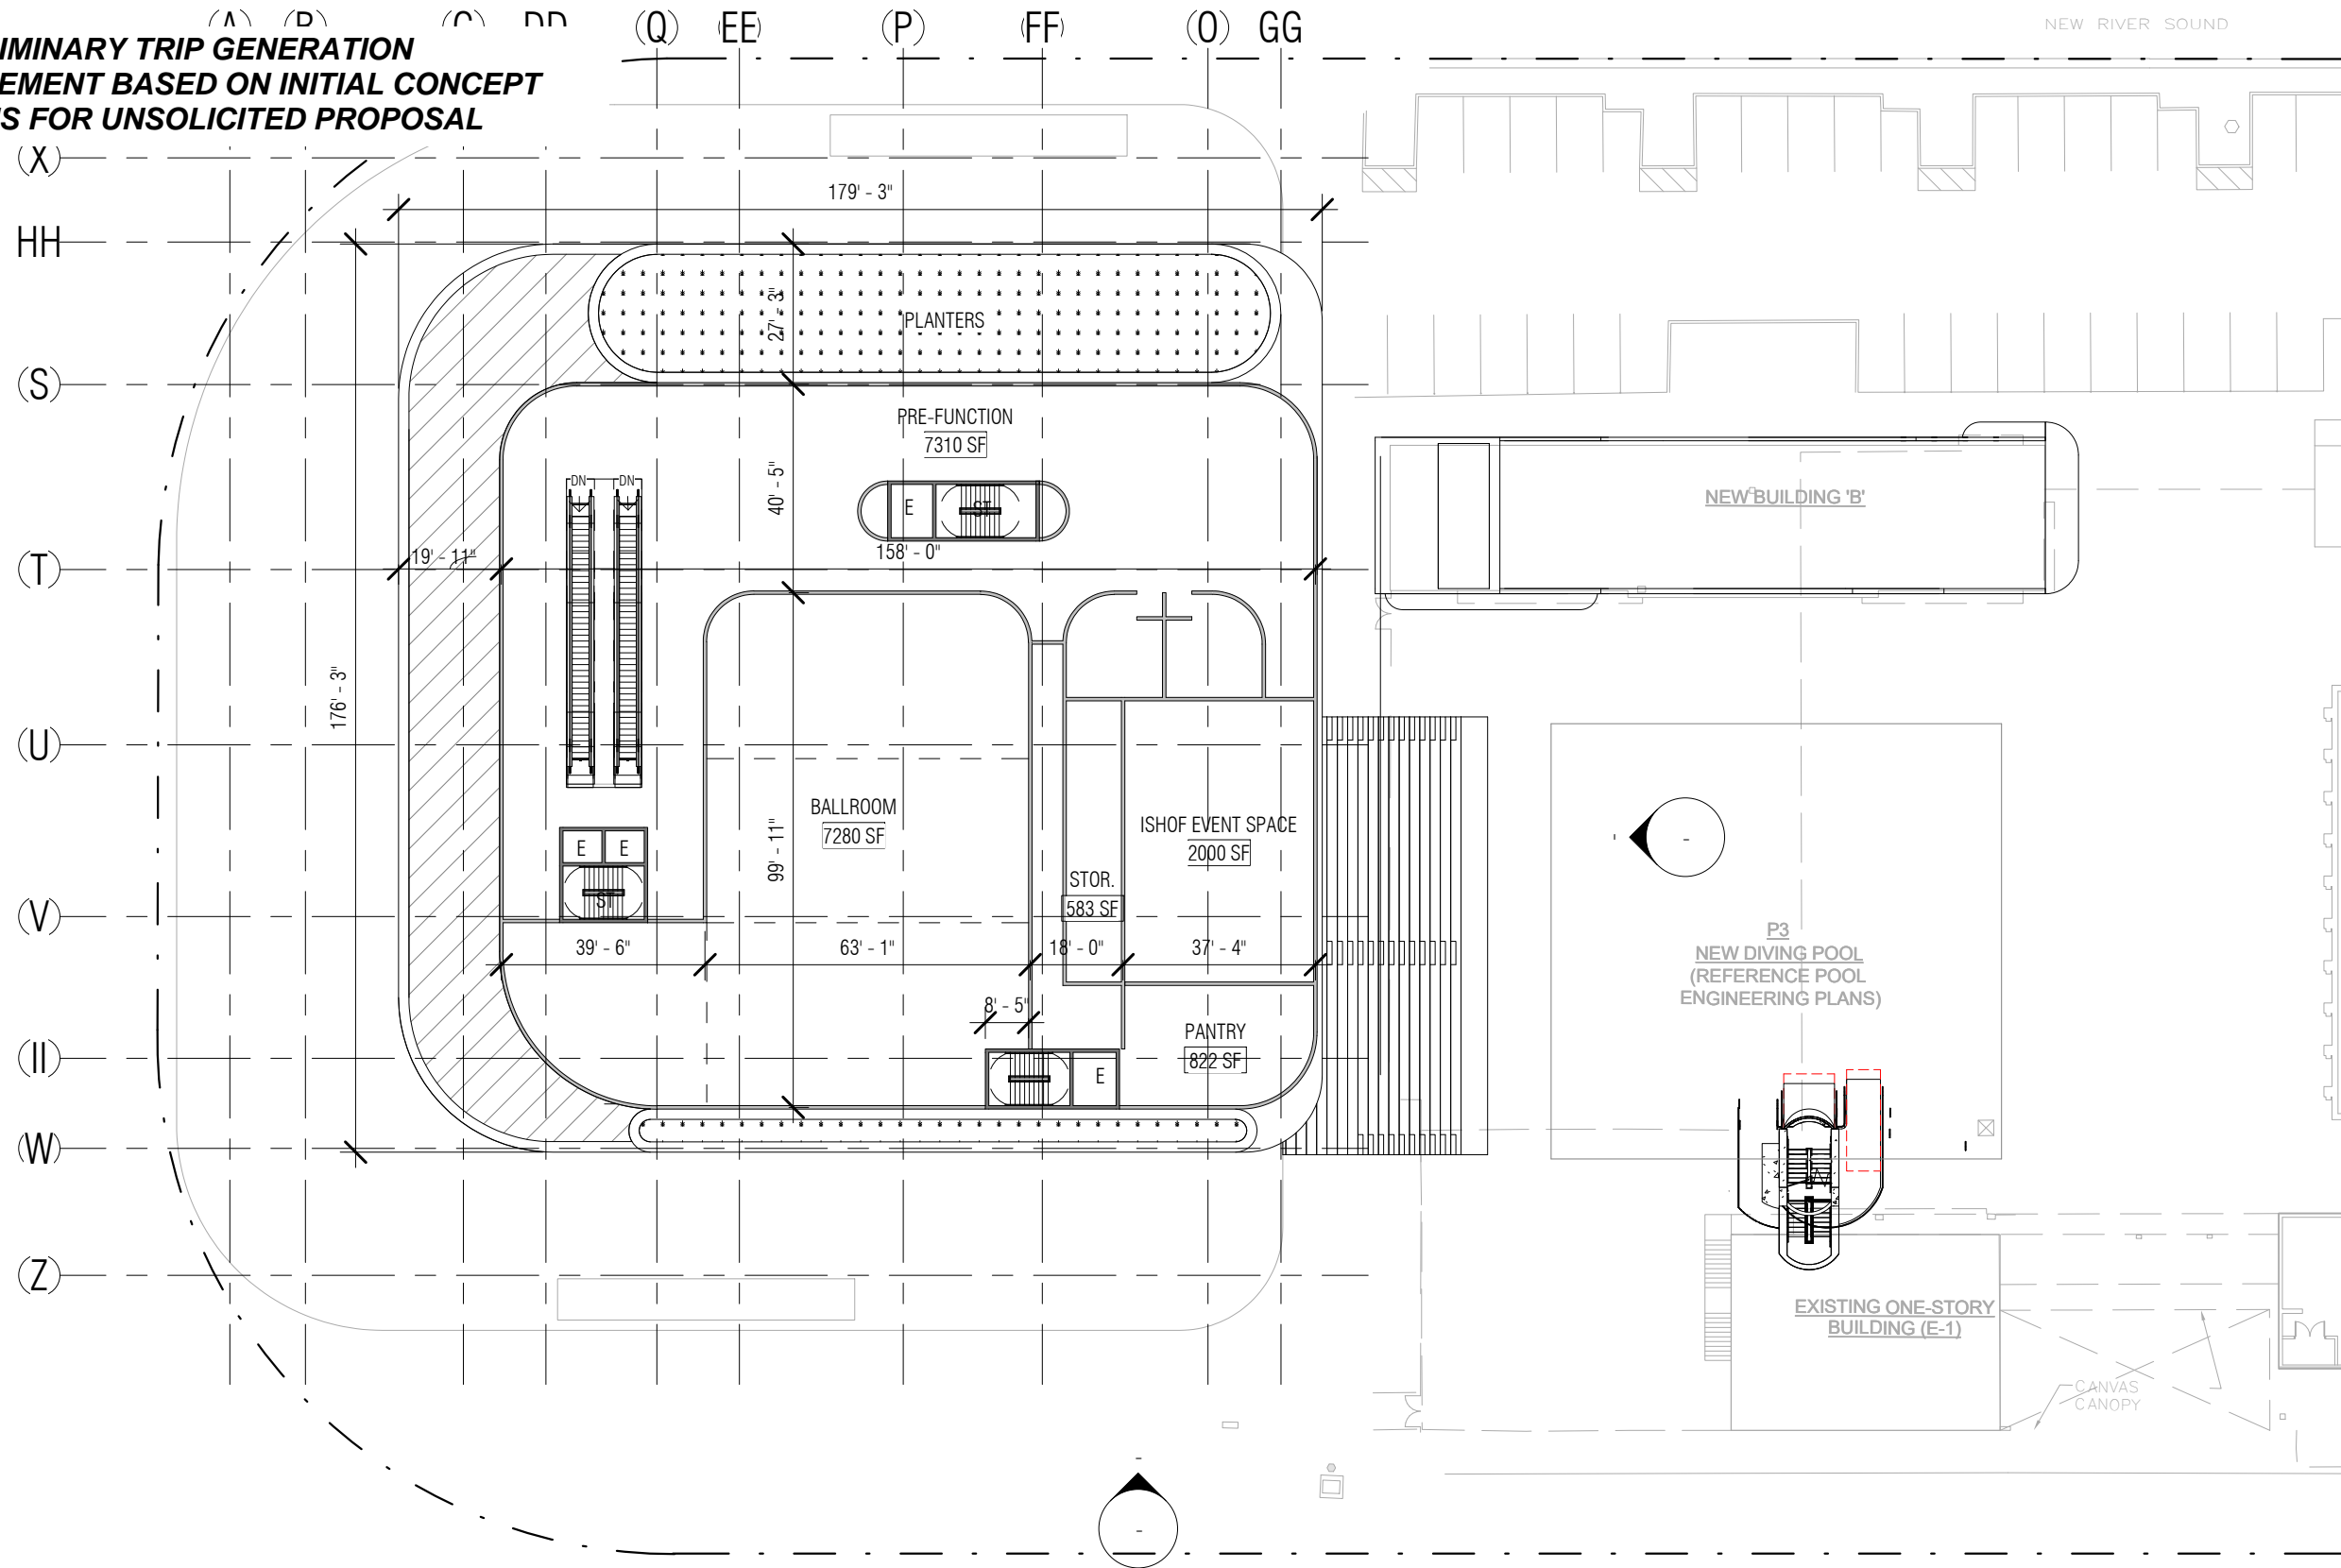 (Q) (EE) (P) (FF) (O) GG
NEW RIVER SOUND
IMINARY TRIP GENERATION
EMENT BASED ON INITIAL CONCEPT
S FOR UNSOLICITED PROPOSAL
(X)
179' - 3"
HH
27' - 3"
PLANTERS
(S)
PRE-FUNCTION
7310 SF
DN DN
40' - 5"
E ST
NEW BUILDING 'B'
158' - 0"
19' - 11"
(T)
176' - 3"
(U)
BALLROOM
7280 SF
99' - 11"
ISHOF EVENT SPACE
2000 SF
E E
ST
STOR.
583 SF
(V)
39' - 6" 63' - 1" 18' - 0" 37' - 4"
P3
NEW DIVING POOL
(REFERENCE POOL
ENGINEERING PLANS)
8' - 5"
PANTRY
822 SF
E
(II)
(W)
(Z)
EXISTING ONE-STORY
BUILDING (E-1)
CANVAS
CANOPY